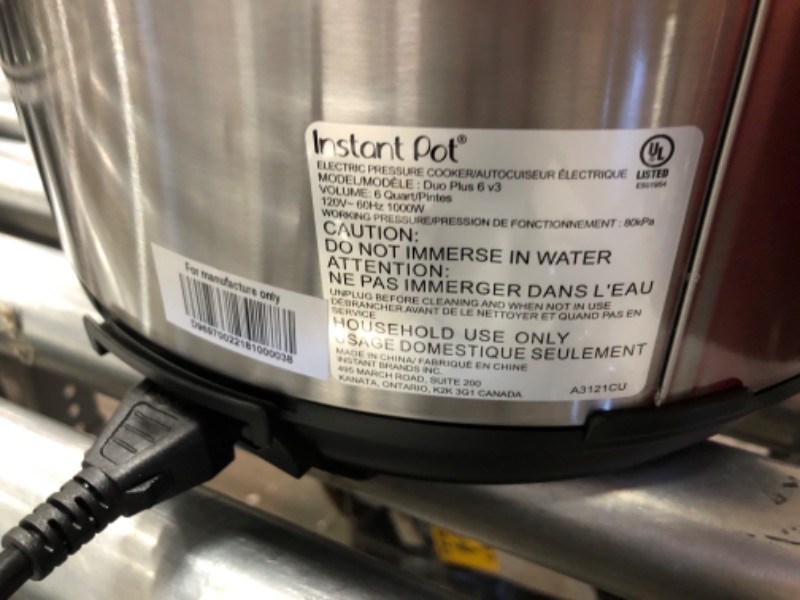 Instant Pot®
UL
LISTED
ELECTRIC PRESSURE COOKER/AUTOCUISEUR ÉLECTRIQUE
MODEL/MODÈLE : Duo Plus 6 v3
VOLUME: 6 Quart/Pintes
120V~ 60Hz 1000W
WORKING PRESSURE/PRESSION DE FONCTIONNEMENT : 80kPa
CAUTION:
DO NOT IMMERSE IN WATER
ATTENTION:
NE PAS IMMERGER DANS L'EAU
UNPLUG BEFORE CLEANING AND WHEN NOT IN USE
DÉBRANCHER AVANT DE LE NETTOYER ET QUAND PAS EN
SERVICE
HOUSEHOLD USE ONLY
USAGE DOMESTIQUE SEULEMENT
MADE IN CHINA/ FABRIQUÉ EN CHINE
INSTANT BRANDS INC.
495 MARCH ROAD, SUITE 200
KANATA, ONTARIO, K2K 3G1 CANADA
A3121CU
For manufacture only